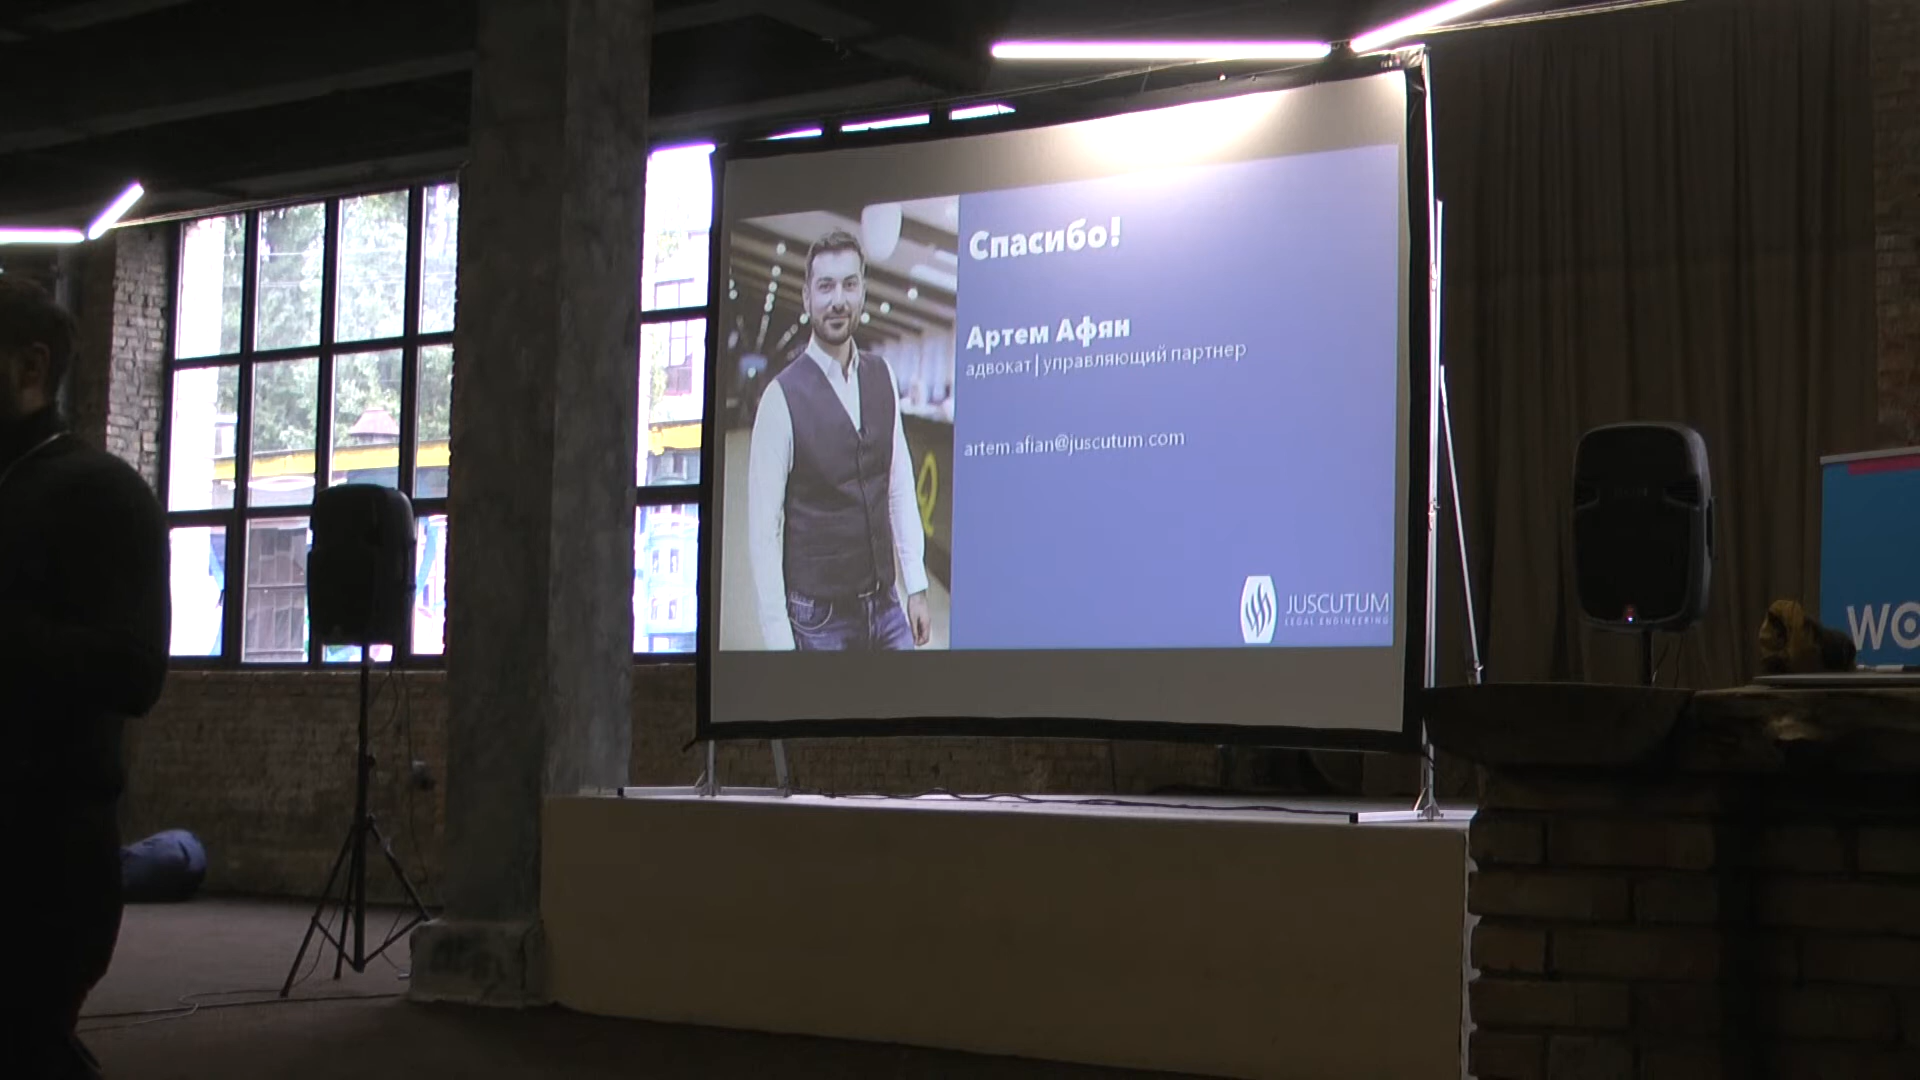 Спасибо!
Артем Афян
адвокат|управляющий партнер
artem.afian@juscutum.com
JUSCUTUM
LEGAL ENGINEERING
WO